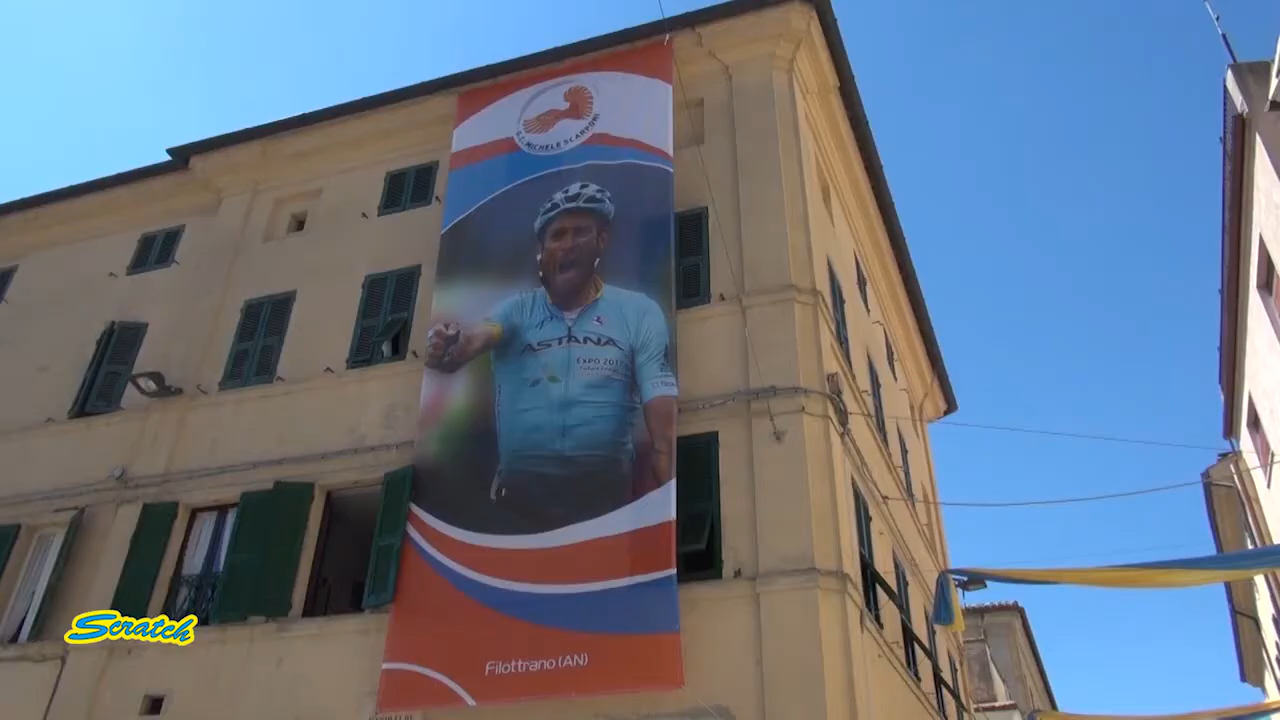 G.C. MICHELE SCARPONI
ASTANA
EXPO 2017
Filottrano (AN)
Scratch